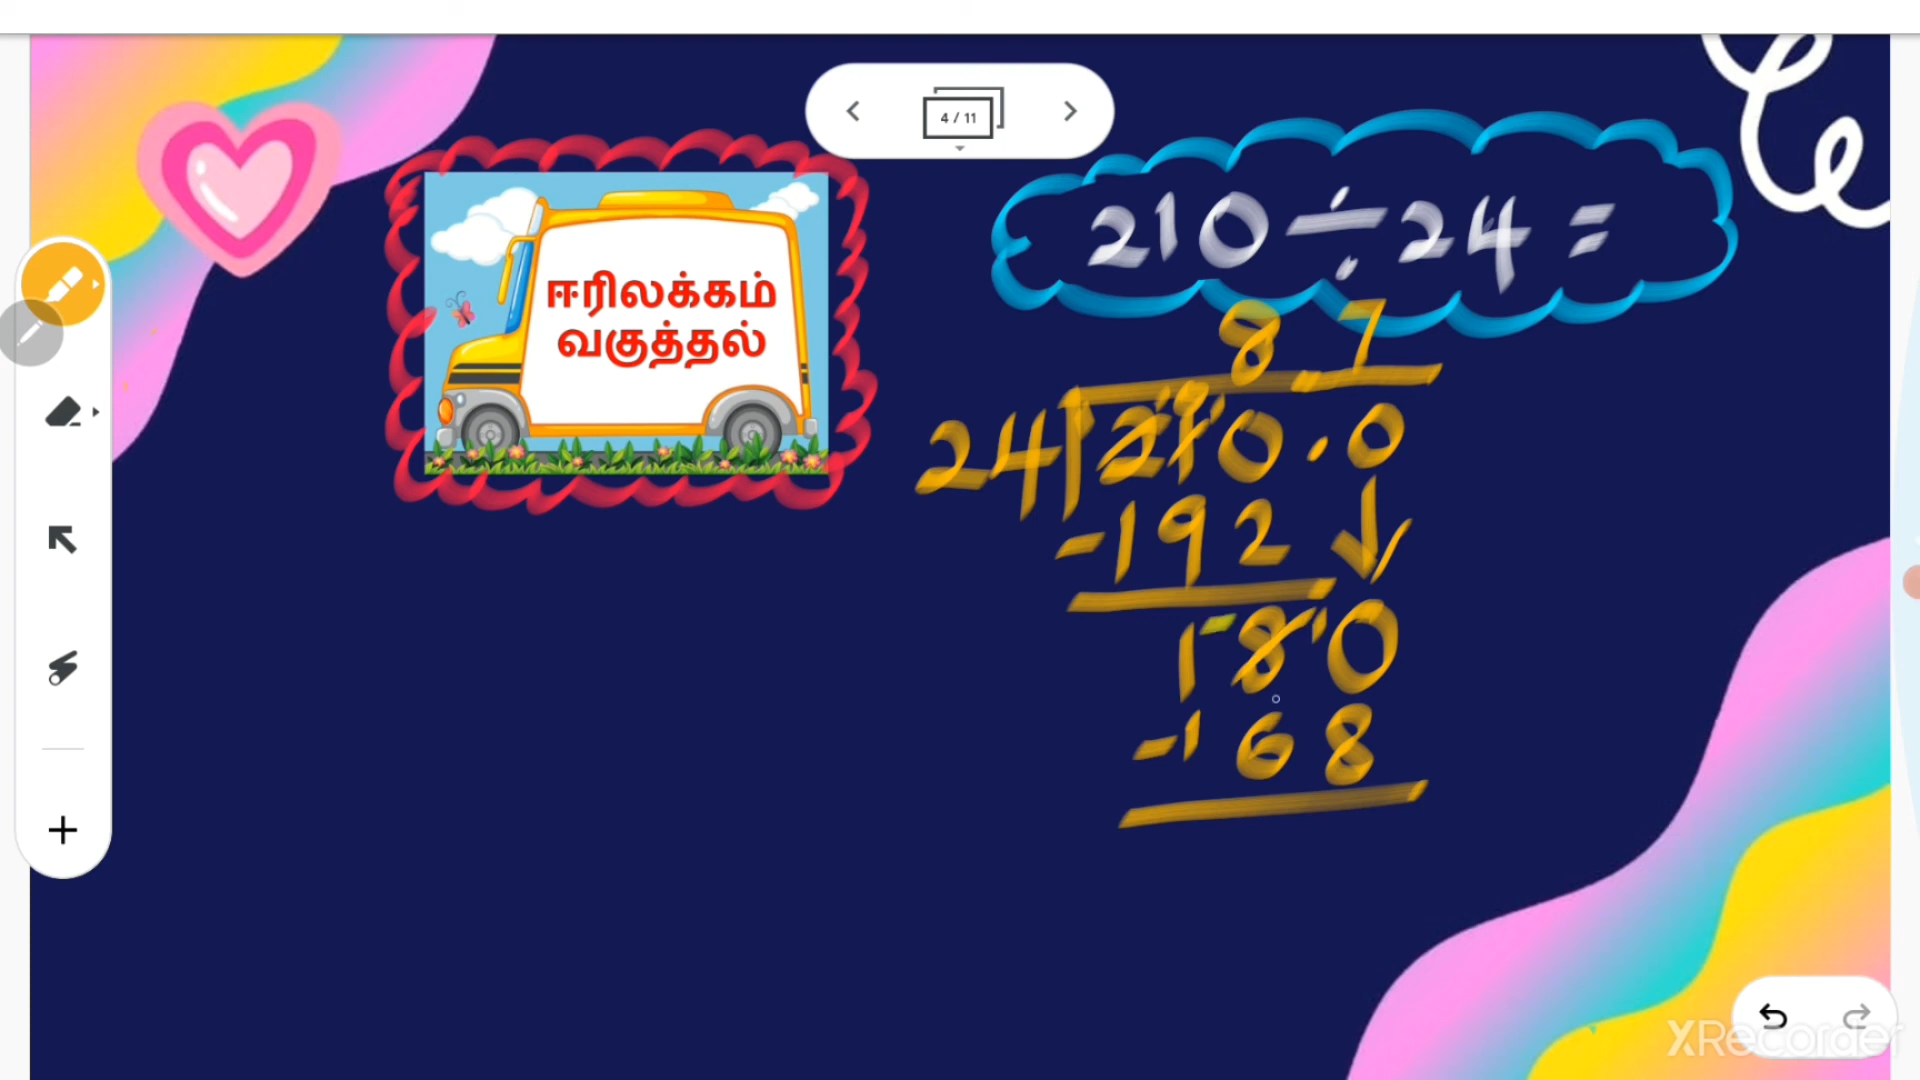 4 / 11
210 ÷ 24 =
ஈரிலக்கம்
வகுத்தல்
8.7
24 210.0
-192
180
-168
XRecorder